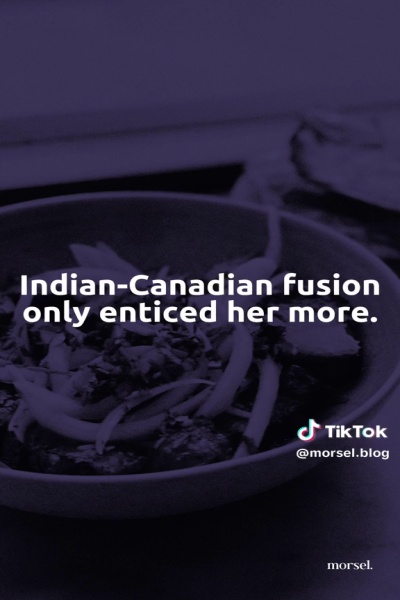 Indian-Canadian fusion
only enticed her more.
TikTok
@morsel.blog
morsel.